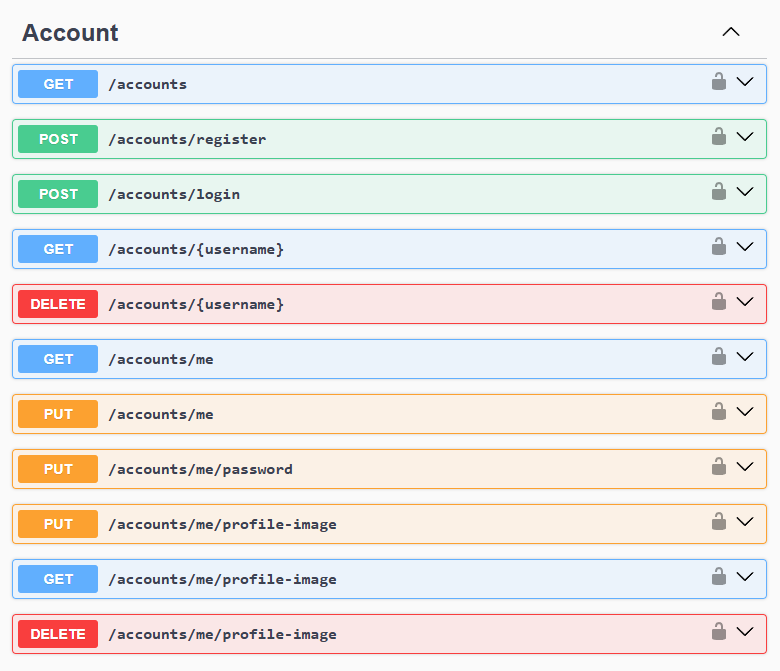 Account
GET /accounts
POST /accounts/register
POST /accounts/login
GET /accounts/{username}
DELETE /accounts/{username}
GET /accounts/me
PUT /accounts/me
PUT /accounts/me/password
PUT /accounts/me/profile-image
GET /accounts/me/profile-image
DELETE /accounts/me/profile-image